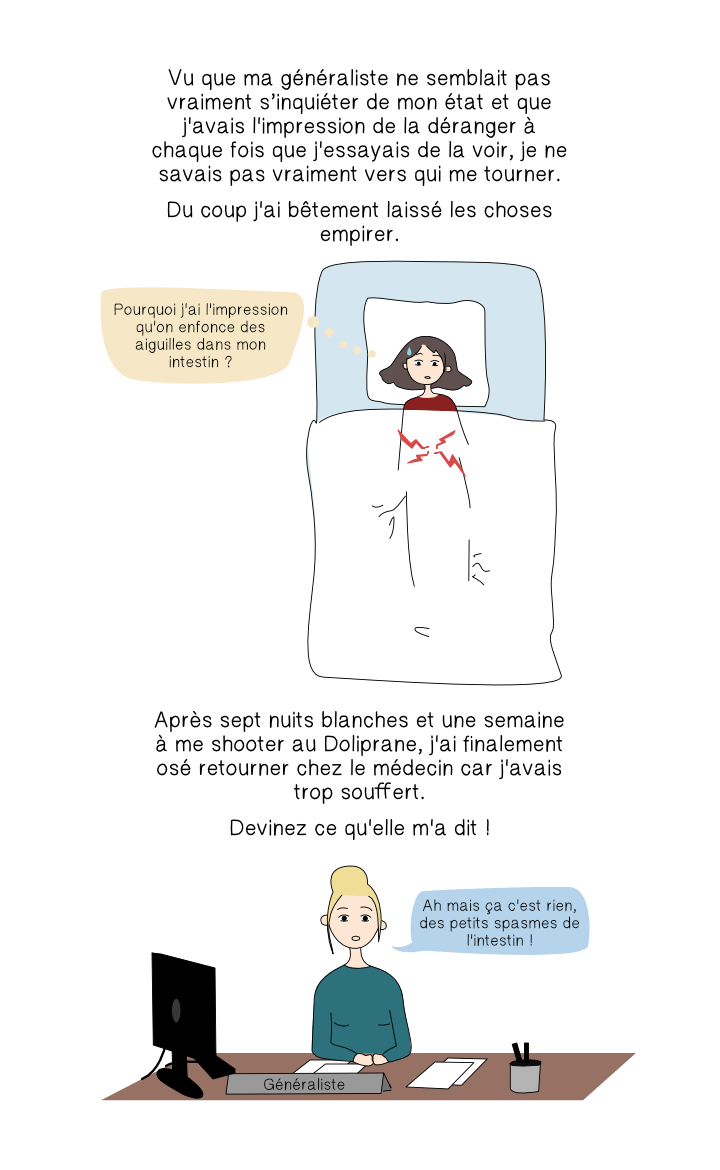 Vu que ma généraliste ne semblait pas
vraiment s'inquiéter de mon état et que
j'avais l'impression de la déranger à
chaque fois que j'essayais de la voir, je ne
savais pas vraiment vers qui me tourner.
Du coup j'ai bêtement laissé les choses
empirer.
Pourquoi j'ai l'impression
qu'on enfonce des
aiguilles dans mon
intestin ?
Après sept nuits blanches et une semaine
à me shooter au Doliprane, j'ai finalement
osé retourner chez le médecin car j'avais
trop souffert.
Devinez ce qu'elle m'a dit !
Ah mais ça c'est rien,
des petits spasmes de
l'intestin !
Généraliste